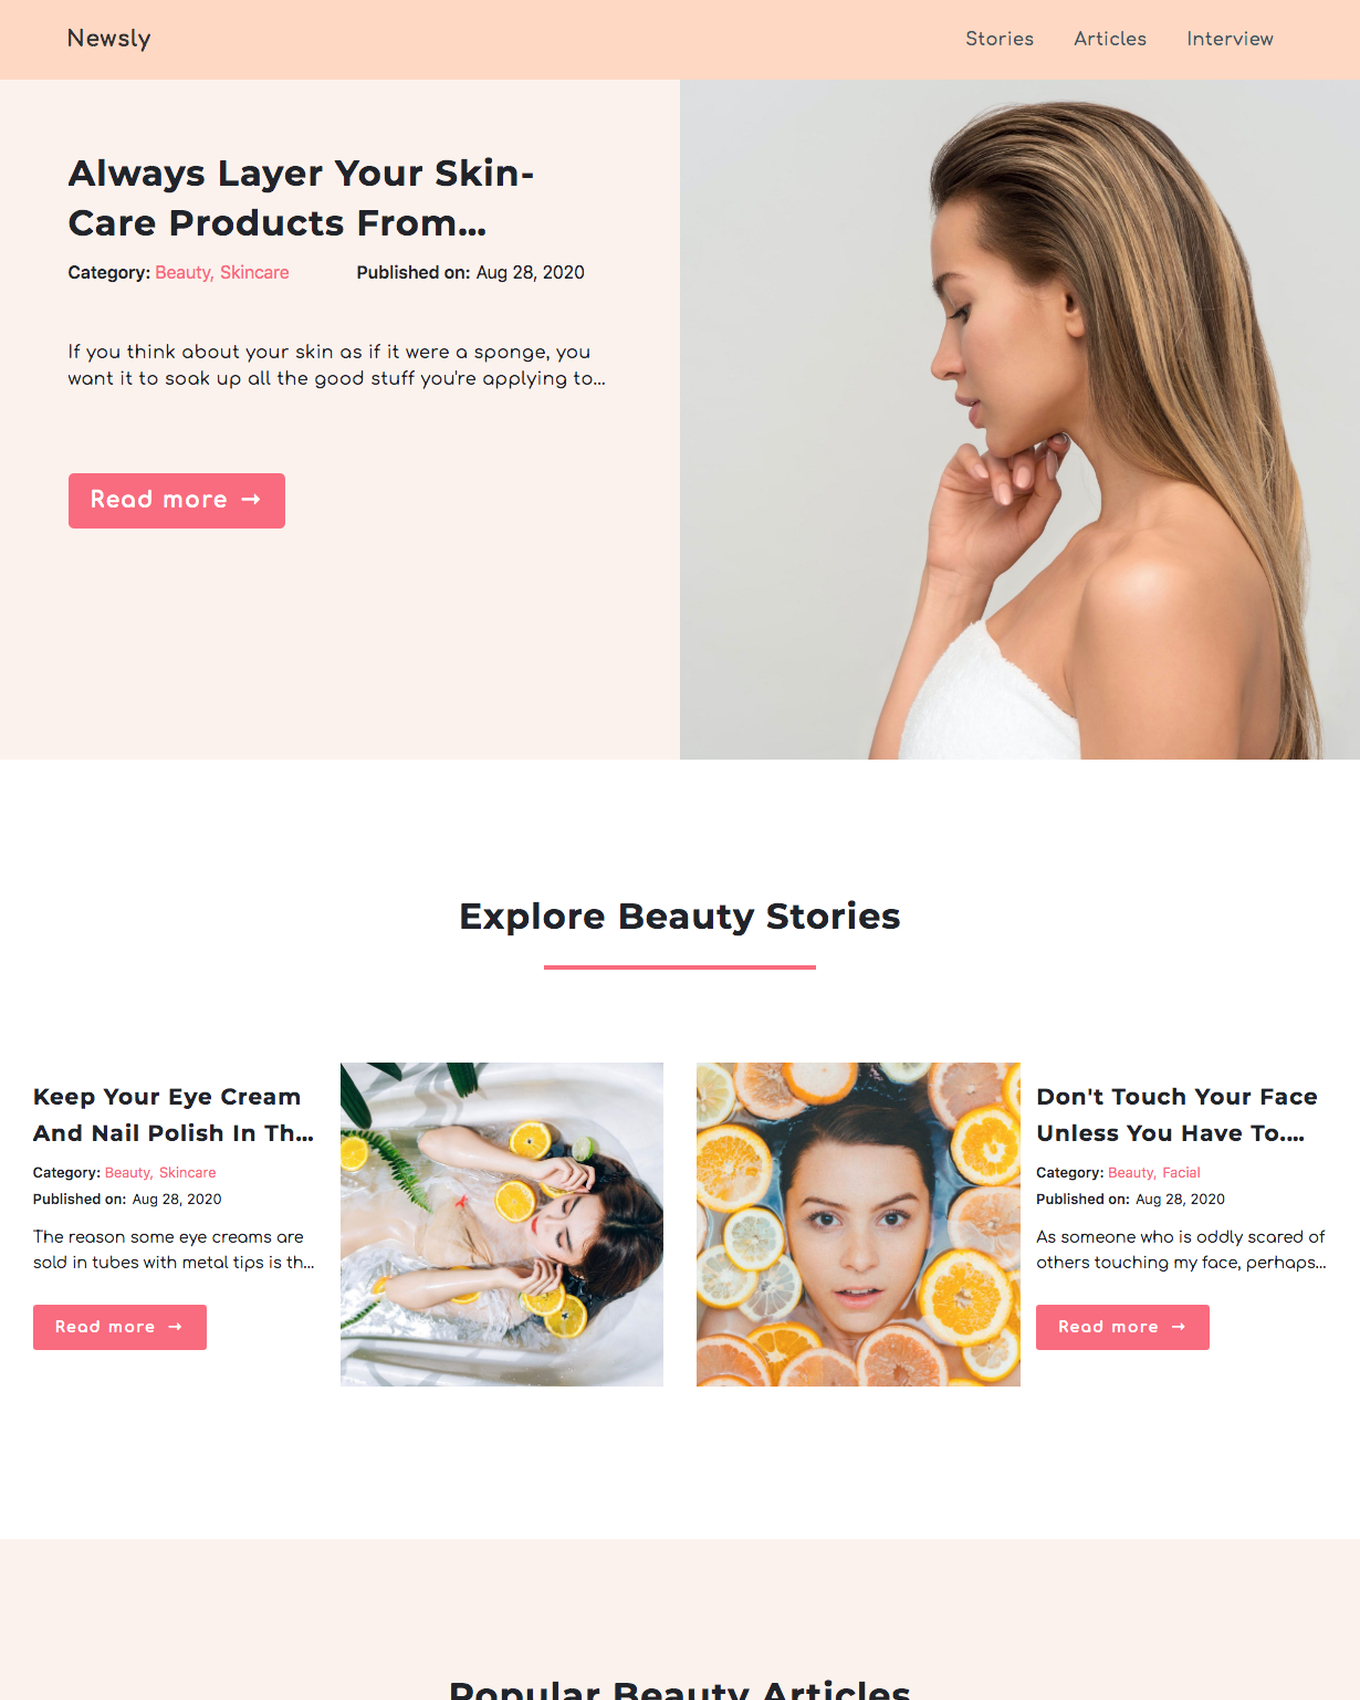 Newsly
Stories Articles Interview
Always Layer Your Skin-
Care Products From...
Category: Beauty, Skincare Published on: Aug 28, 2020
If you think about your skin as if it were a sponge, you
want it to soak up all the good stuff you're applying to...
Read more →
Explore Beauty Stories
Keep Your Eye Cream
And Nail Polish In Th...
Category: Beauty, Skincare
Published on: Aug 28, 2020
The reason some eye creams are
sold in tubes with metal tips is th...
Read more →
Don't Touch Your Face
Unless You Have To....
Category: Beauty, Facial
Published on: Aug 28, 2020
As someone who is oddly scared of
others touching my face, perhaps...
Read more →
Popular Beauty Articles